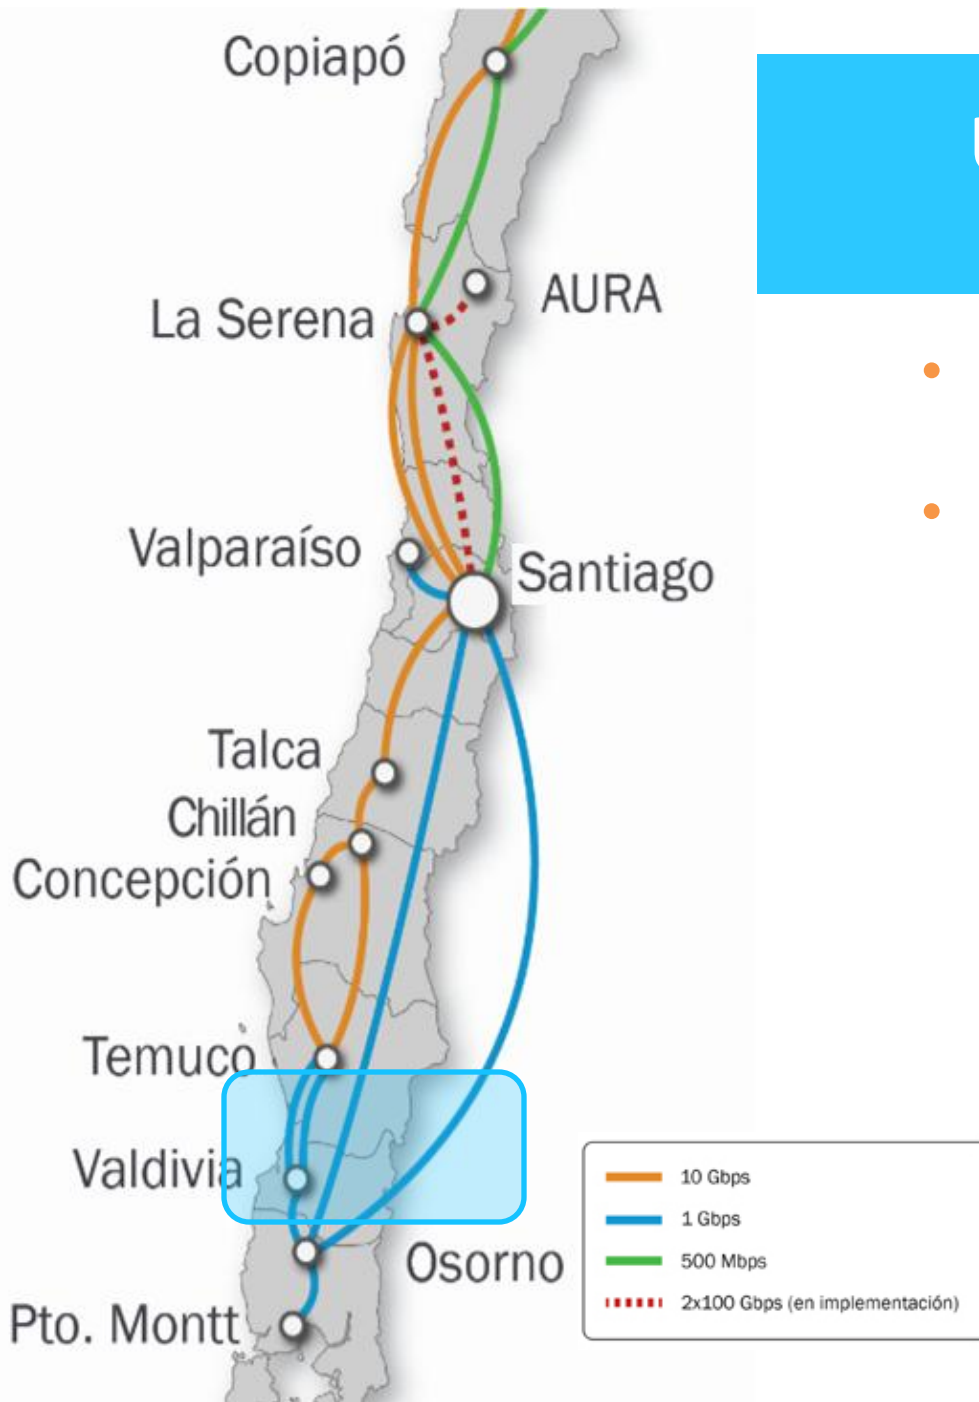 Copiapó
AURA
La Serena
Valparaíso
Santiago
Talca
Chillán
Concepción
Temuco
Valdivia
Osorno
Pto. Montt
10 Gbps
1 Gbps
500 Mbps
2x100 Gbps (en implementación)